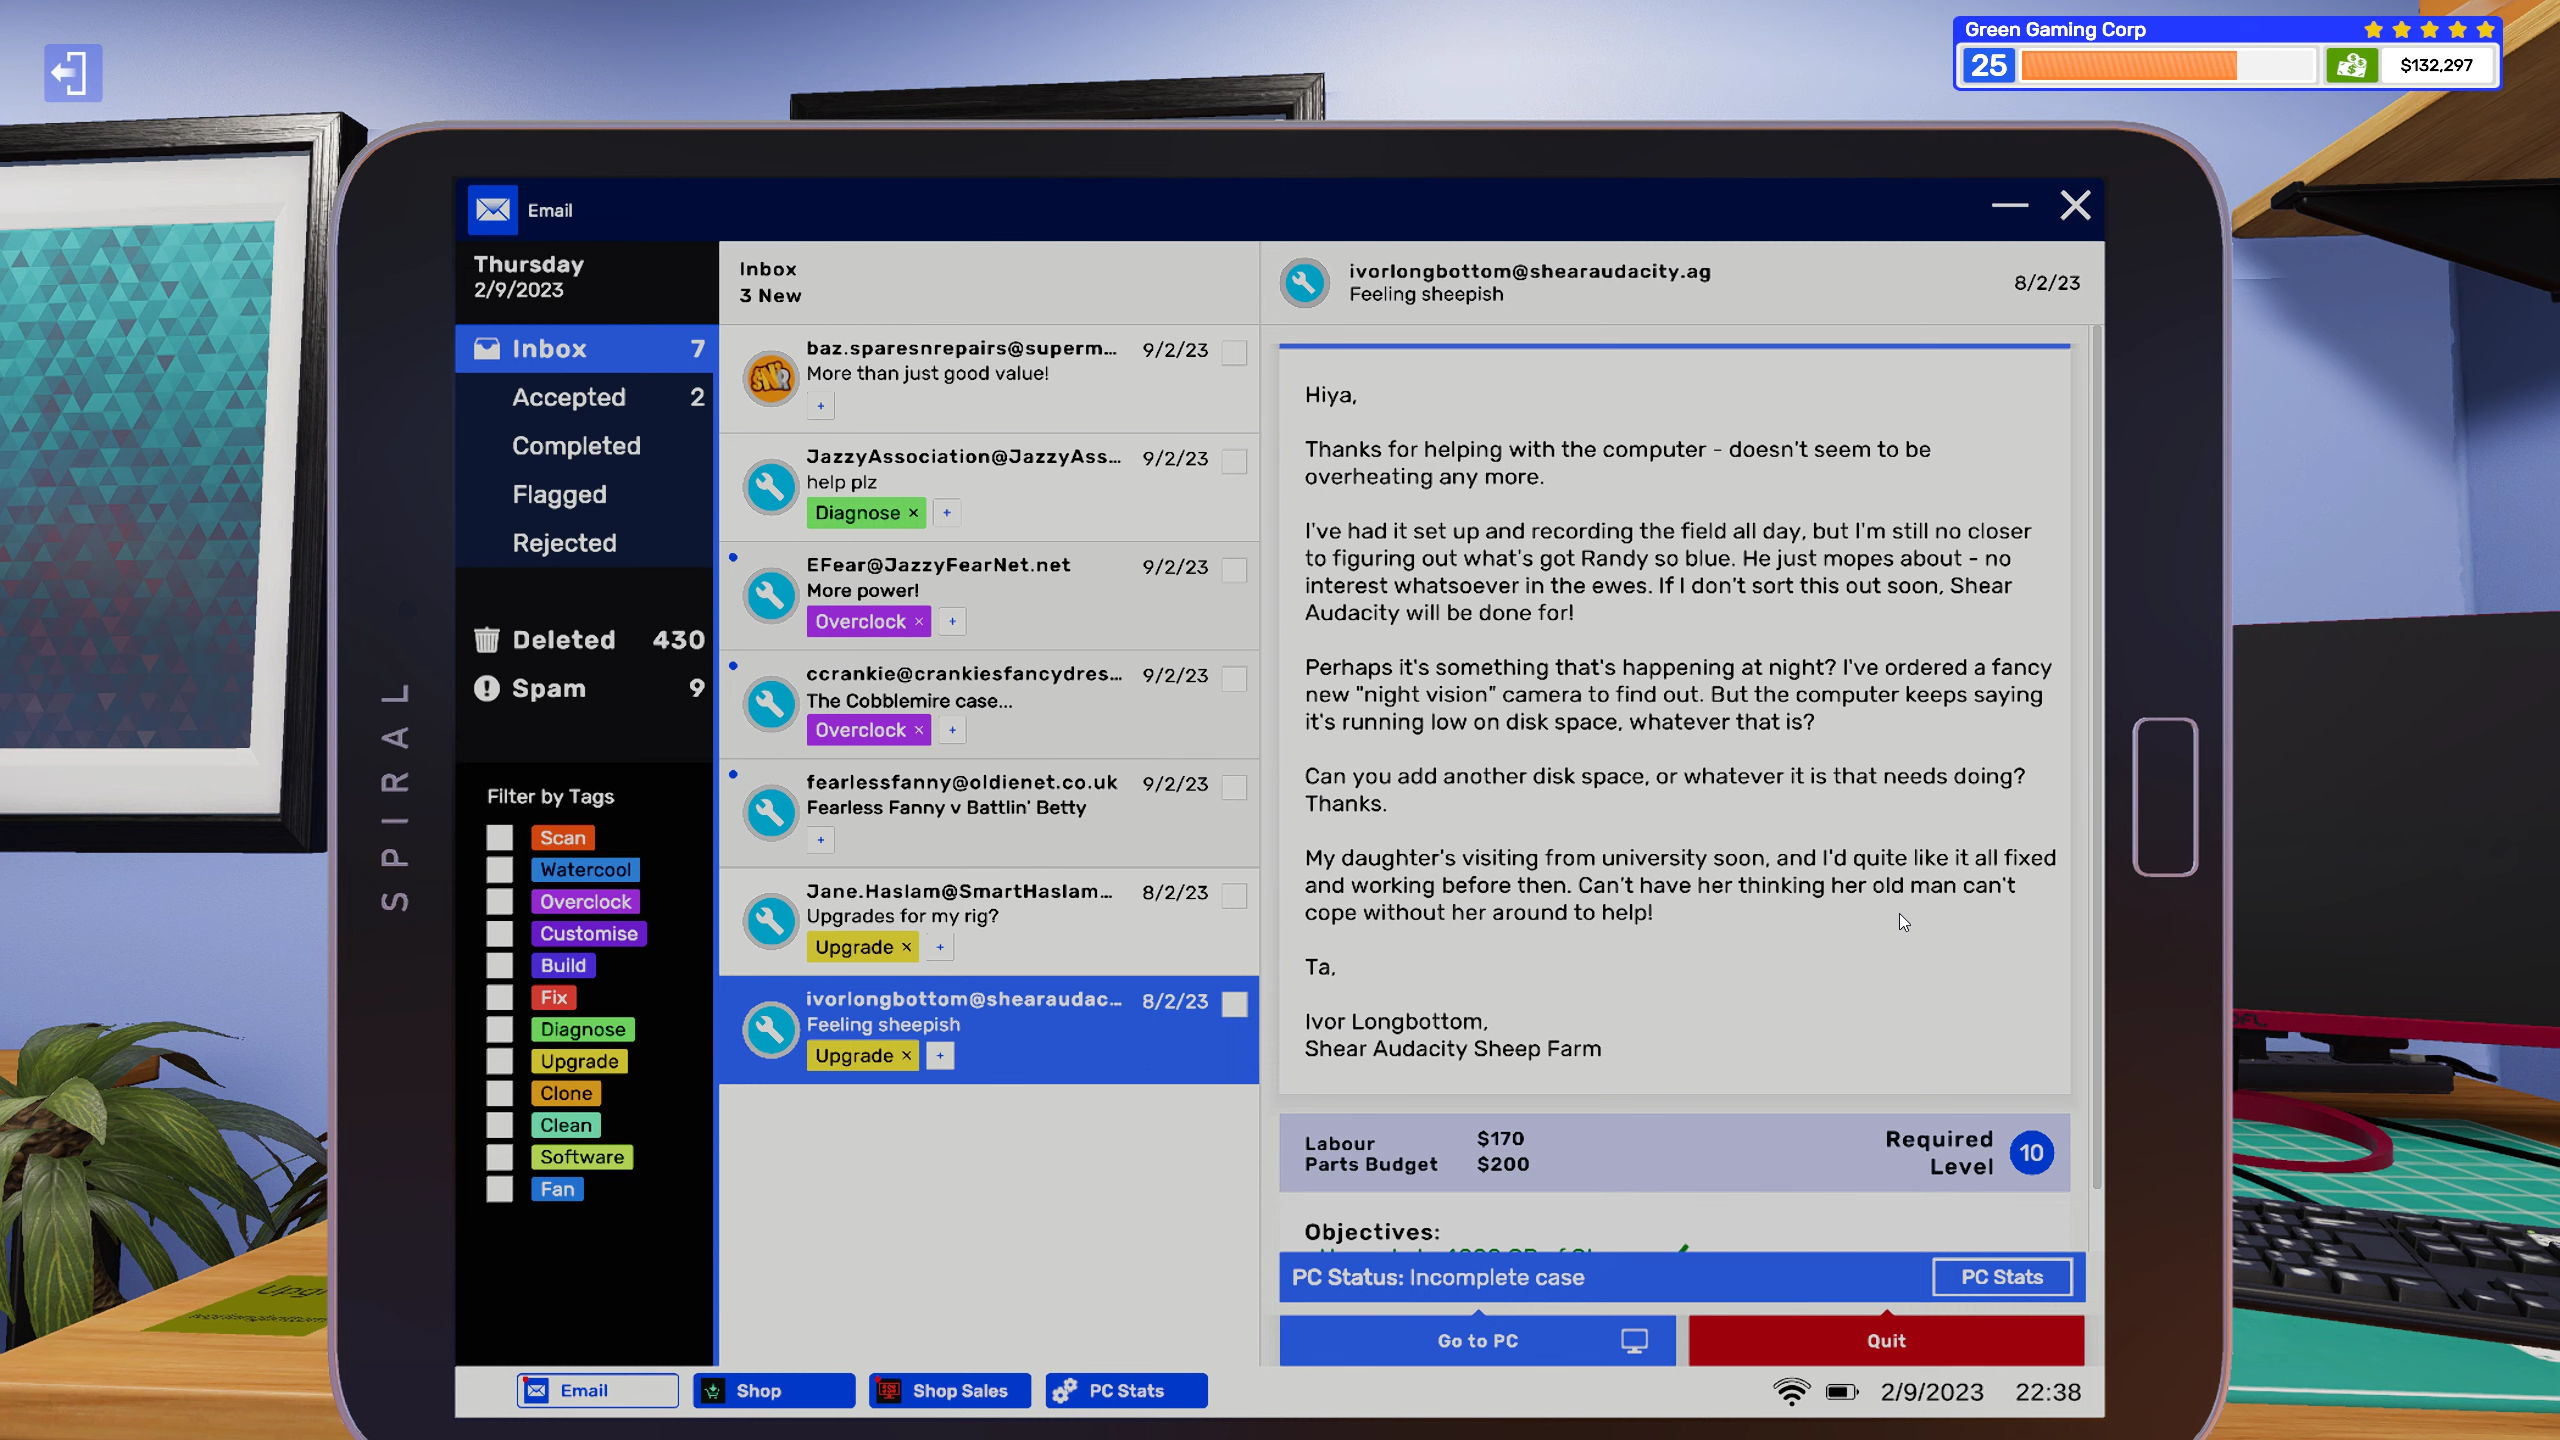 Green Gaming Corp
25
$132,297
SPIRAL
Email
Thursday
2/9/2023
Inbox 7
Accepted 2
Completed
Flagged
Rejected
Deleted 430
Spam 9
Filter by Tags
Scan
Watercool
Overclock
Customise
Build
Fix
Diagnose
Upgrade
Clone
Clean
Software
Fan
Inbox
3 New
baz.sparesnrepairs@superm... 9/2/23
More than just good value!
+
JazzyAssociation@JazzyAss... 9/2/23
help plz
Diagnose × +
EFear@JazzyFearNet.net 9/2/23
More power!
Overclock × +
ccrankie@crankiesfancydres... 9/2/23
The Cobblemire case...
Overclock × +
fearlessfanny@oldienet.co.uk 9/2/23
Fearless Fanny v Battlin' Betty
+
Jane.Haslam@SmartHaslam... 8/2/23
Upgrades for my rig?
Upgrade × +
ivorlongbottom@shearaudac... 8/2/23
Feeling sheepish
Upgrade × +
ivorlongbottom@shearaudacity.ag 8/2/23
Feeling sheepish
Hiya,
Thanks for helping with the computer - doesn't seem to be
overheating any more.
I've had it set up and recording the field all day, but I'm still no closer
to figuring out what's got Randy so blue. He just mopes about - no
interest whatsoever in the ewes. If I don't sort this out soon, Shear
Audacity will be done for!
Perhaps it's something that's happening at night? I've ordered a fancy
new "night vision" camera to find out. But the computer keeps saying
it's running low on disk space, whatever that is?
Can you add another disk space, or whatever it is that needs doing?
Thanks.
My daughter's visiting from university soon, and I'd quite like it all fixed
and working before then. Can't have her thinking her old man can't
cope without her around to help!
Ta,
Ivor Longbottom,
Shear Audacity Sheep Farm
Labour $170
Parts Budget $200
Required
Level 10
Objectives:
PC Status: Incomplete case PC Stats
Go to PC Quit
Email Shop Shop Sales PC Stats 2/9/2023 22:38